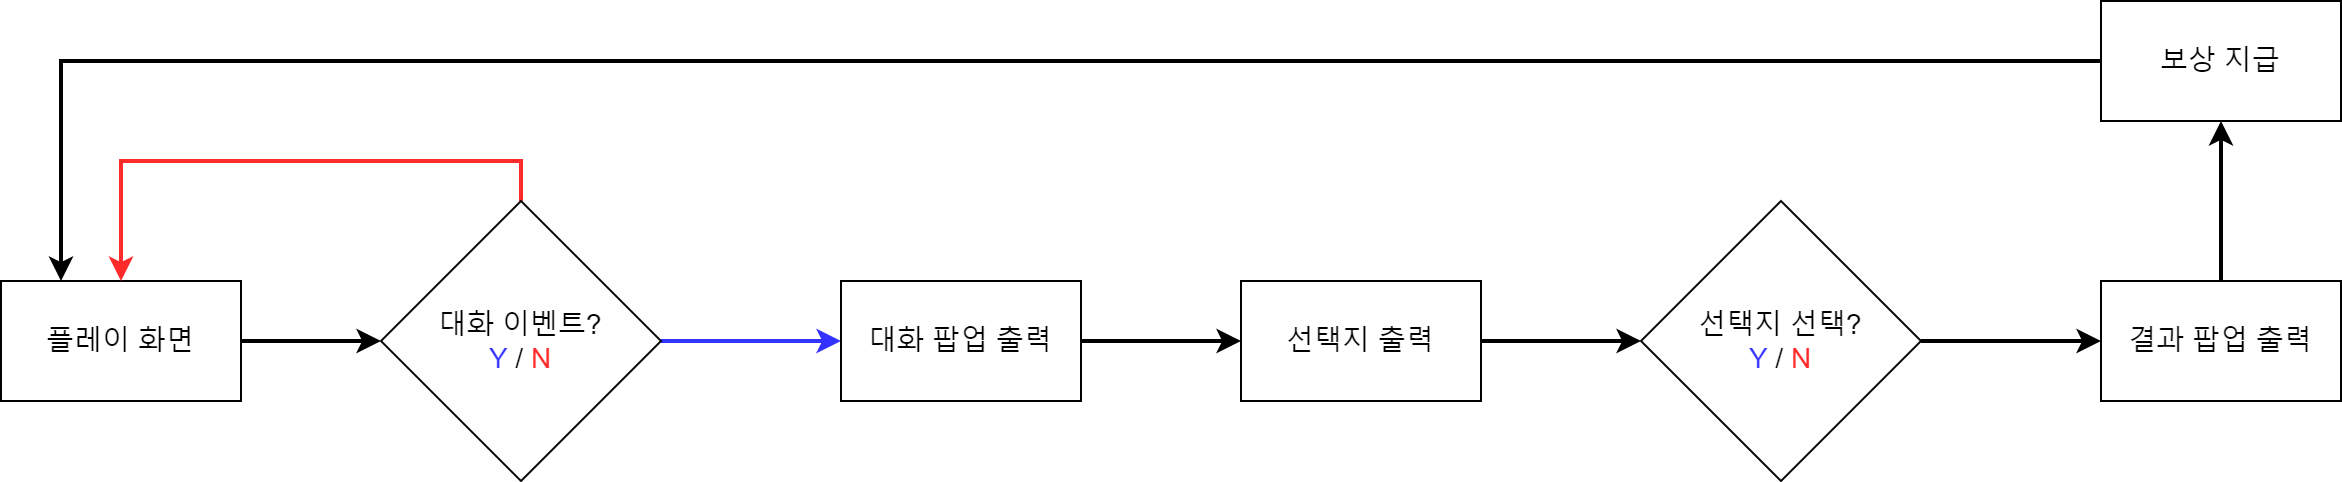 보상 지급
플레이 화면
대화 이벤트?
Y / N
대화 팝업 출력
선택지 출력
선택지 선택?
Y / N
결과 팝업 출력